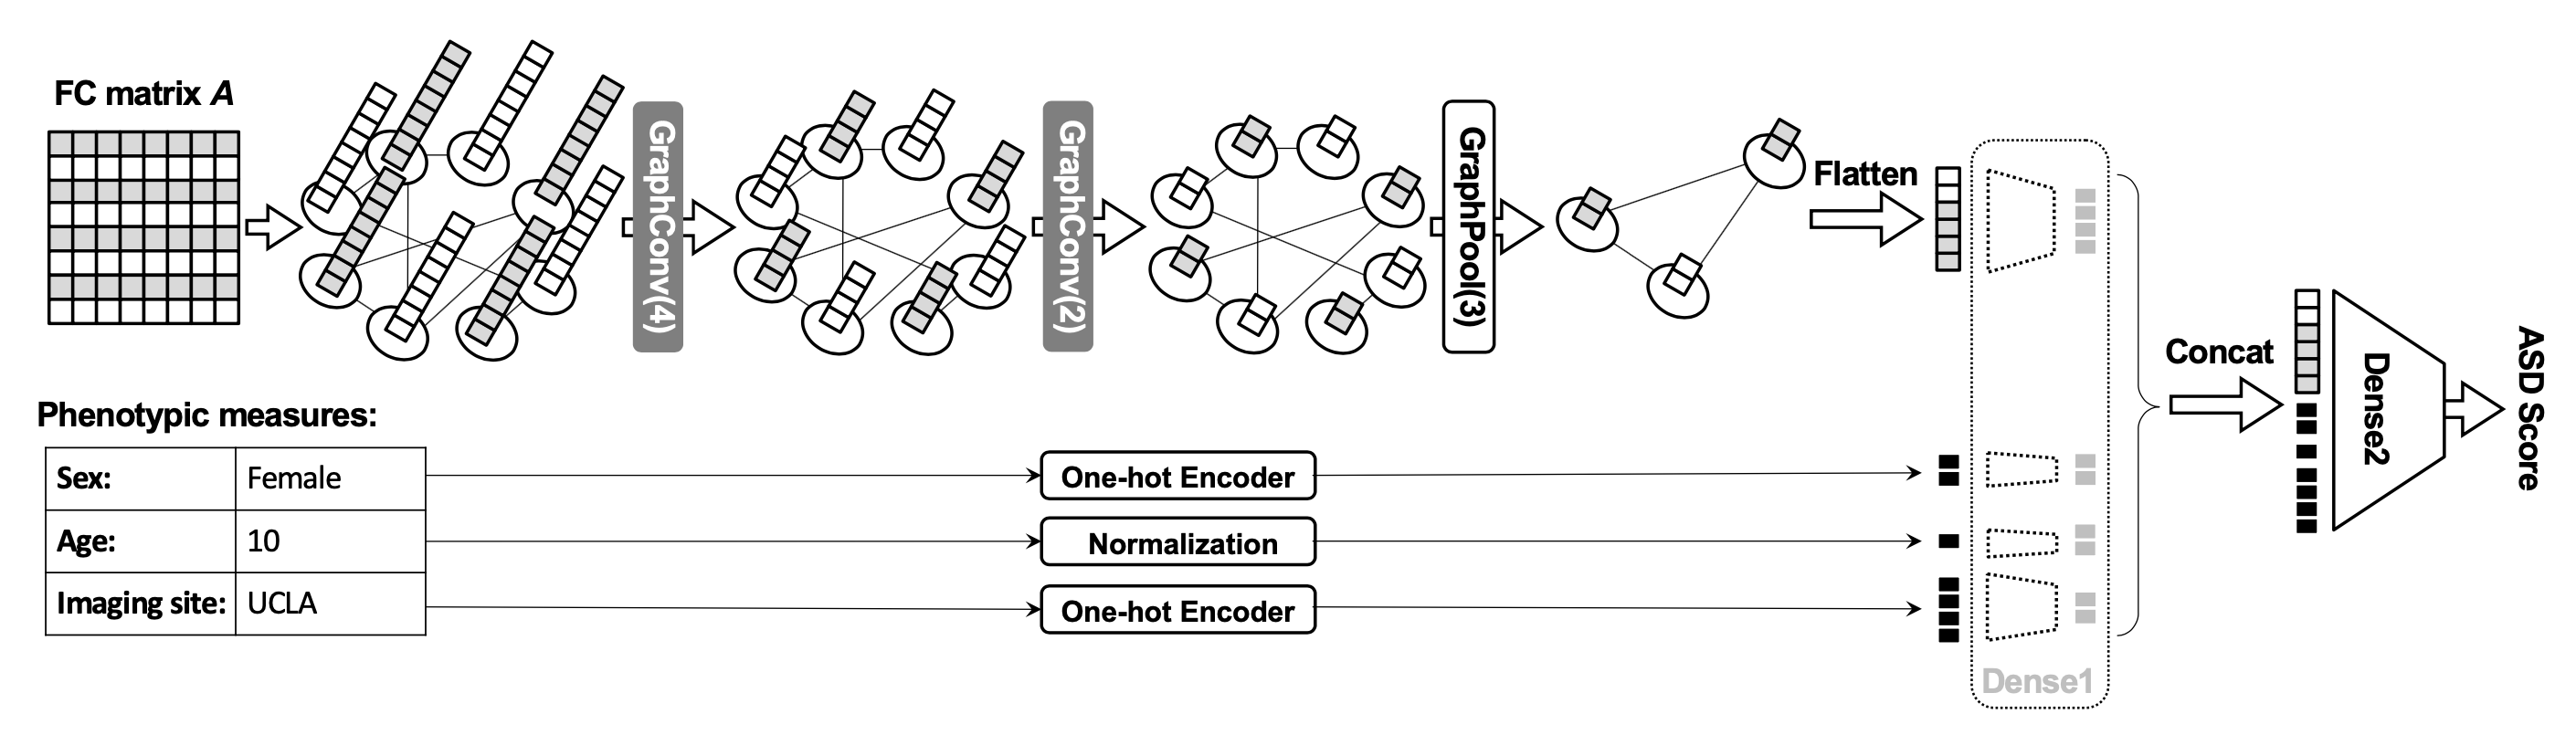 FC matrix A
GraphConv(4)
GraphConv(2)
GraphPool(3)
Flatten
Concat
Dense2
ASD Score
Phenotypic measures:
Sex: Female
One-hot Encoder
Age: 10
Normalization
Imaging site: UCLA
One-hot Encoder
Dense1